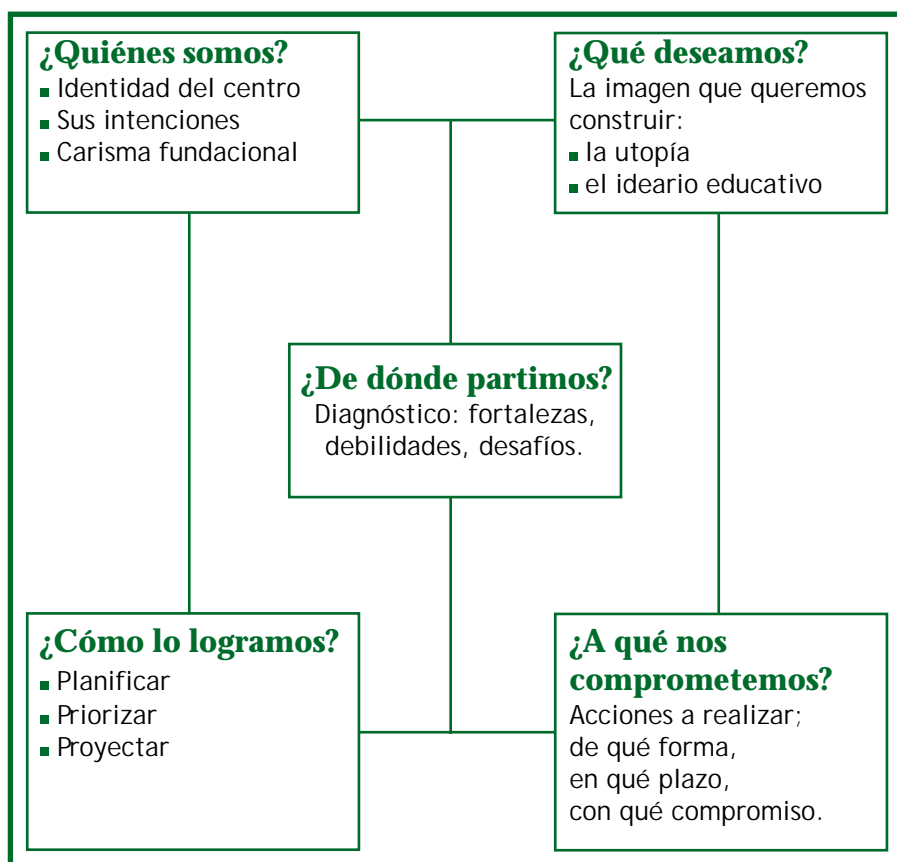 ¿Quiénes somos?
▪ Identidad del centro
▪ Sus intenciones
▪ Carisma fundacional
¿Qué deseamos?
La imagen que queremos
construir:
▪ la utopía
▪ el ideario educativo
¿De dónde partimos?
Diagnóstico: fortalezas,
debilidades, desafíos.
¿Cómo lo logramos?
▪ Planificar
▪ Priorizar
▪ Proyectar
¿A qué nos
comprometemos?
Acciones a realizar;
de qué forma,
en qué plazo,
con qué compromiso.